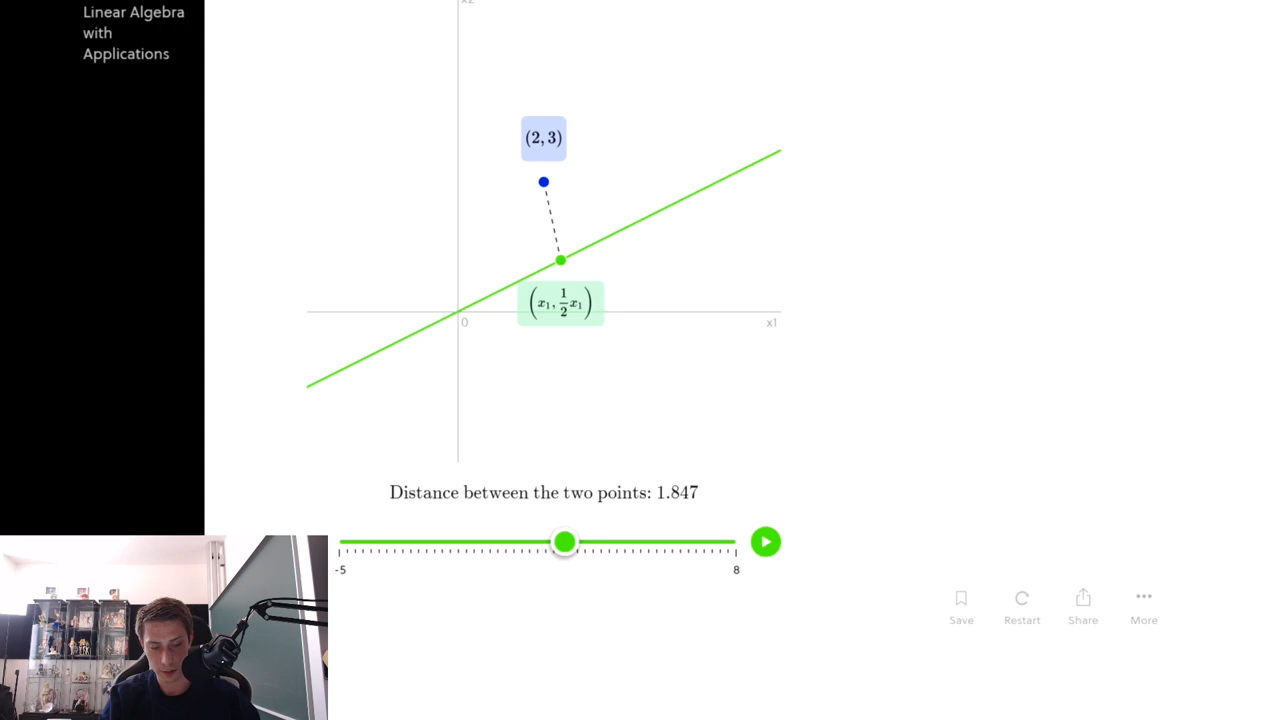 Linear Algebra
with
Applications
x2
(2, 3)
(x₁, 1/2 x₁)
0
x1
Distance between the two points: 1.847
-5
8
Save
Restart
Share
More